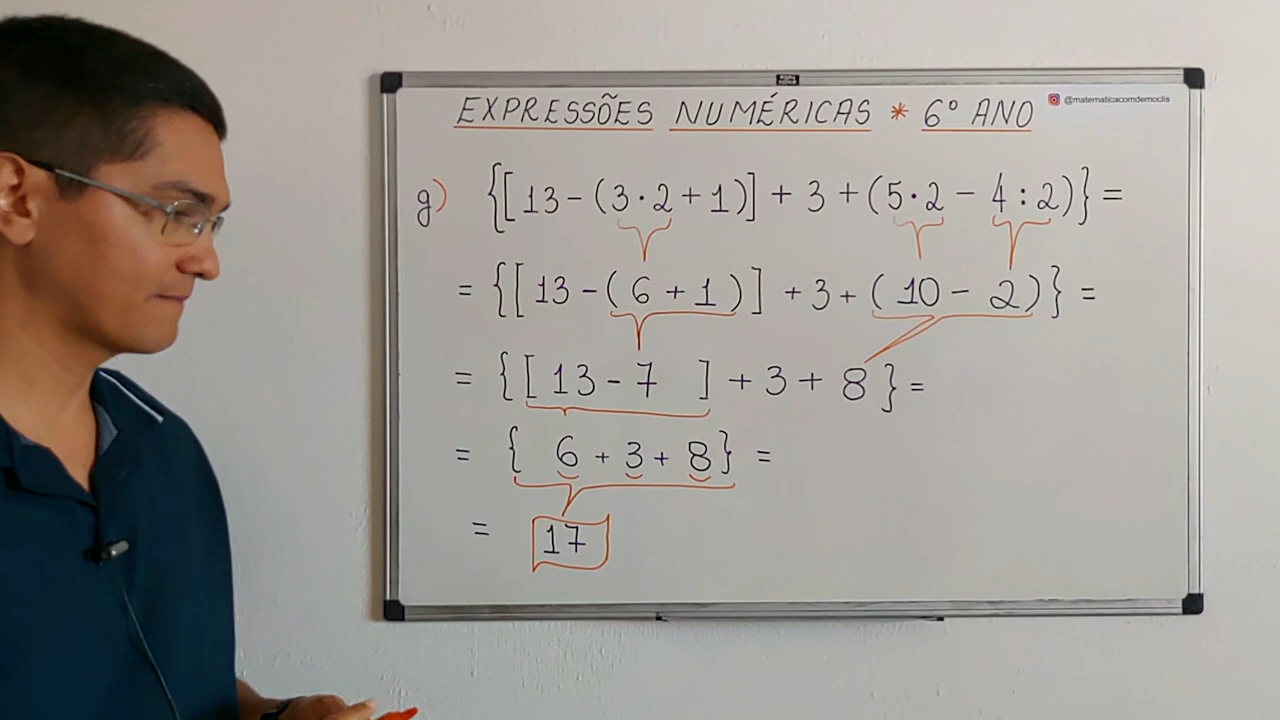 EXPRESSÕES NUMÉRICAS * 6º ANO
@matematicacomdemoclis
g) {[13-(3·2+1)]+3+(5·2-4:2)}=
={[13-(6+1)]+3+(10-2)}=
={[13-7]+3+8}=
={6+3+8}=
=17